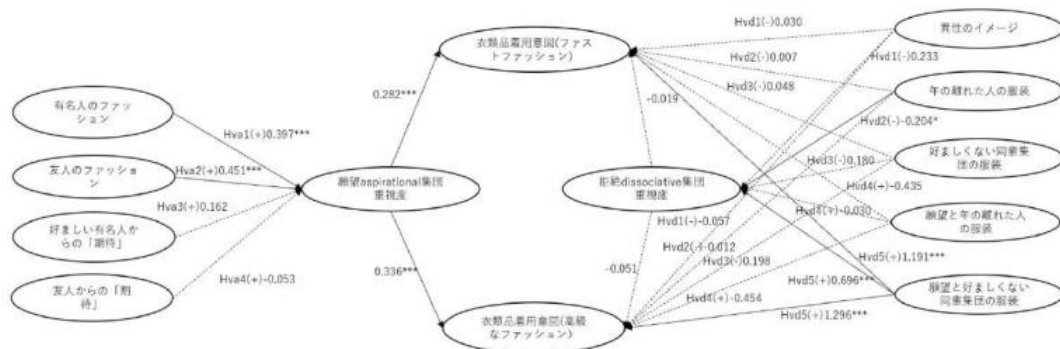 有名人のファッ
ション
友人のファッション
好ましい有名人か
らの「期待」
友人からの「期
待」
Hva1(+)0.397***
Hva2(+)0.451***
Hva3(+)0.162
Hva4(+)-0.053
願望aspirational集団
重視度
0.282***
0.336***
衣類品着用意図(ファス
トファッション)
衣類品着用意図(高級
なファッション)
-0.019
-0.051
拒絶dissociative集団
重視度
Hvd1(-)0.030
Hvd2(-)0.007
Hvd3(-)0.048
Hvd1(-)-0.233
Hvd2(-)-0.204*
Hvd3(-)0.180
Hvd4(+)-0.435
Hvd4(+)-0.030
Hvd1(-)-0.057
Hvd2(-)-0.012
Hvd3(-)0.198
Hvd4(+)-0.454
Hvd5(+)1.191***
Hvd5(+)0.696***
Hvd5(+)1.296***
異性のイメージ
年の離れた人の服装
好ましくない同素集
団の服装
願望と年の離れた人
の服装
願望と好ましくない
同素集団の服装